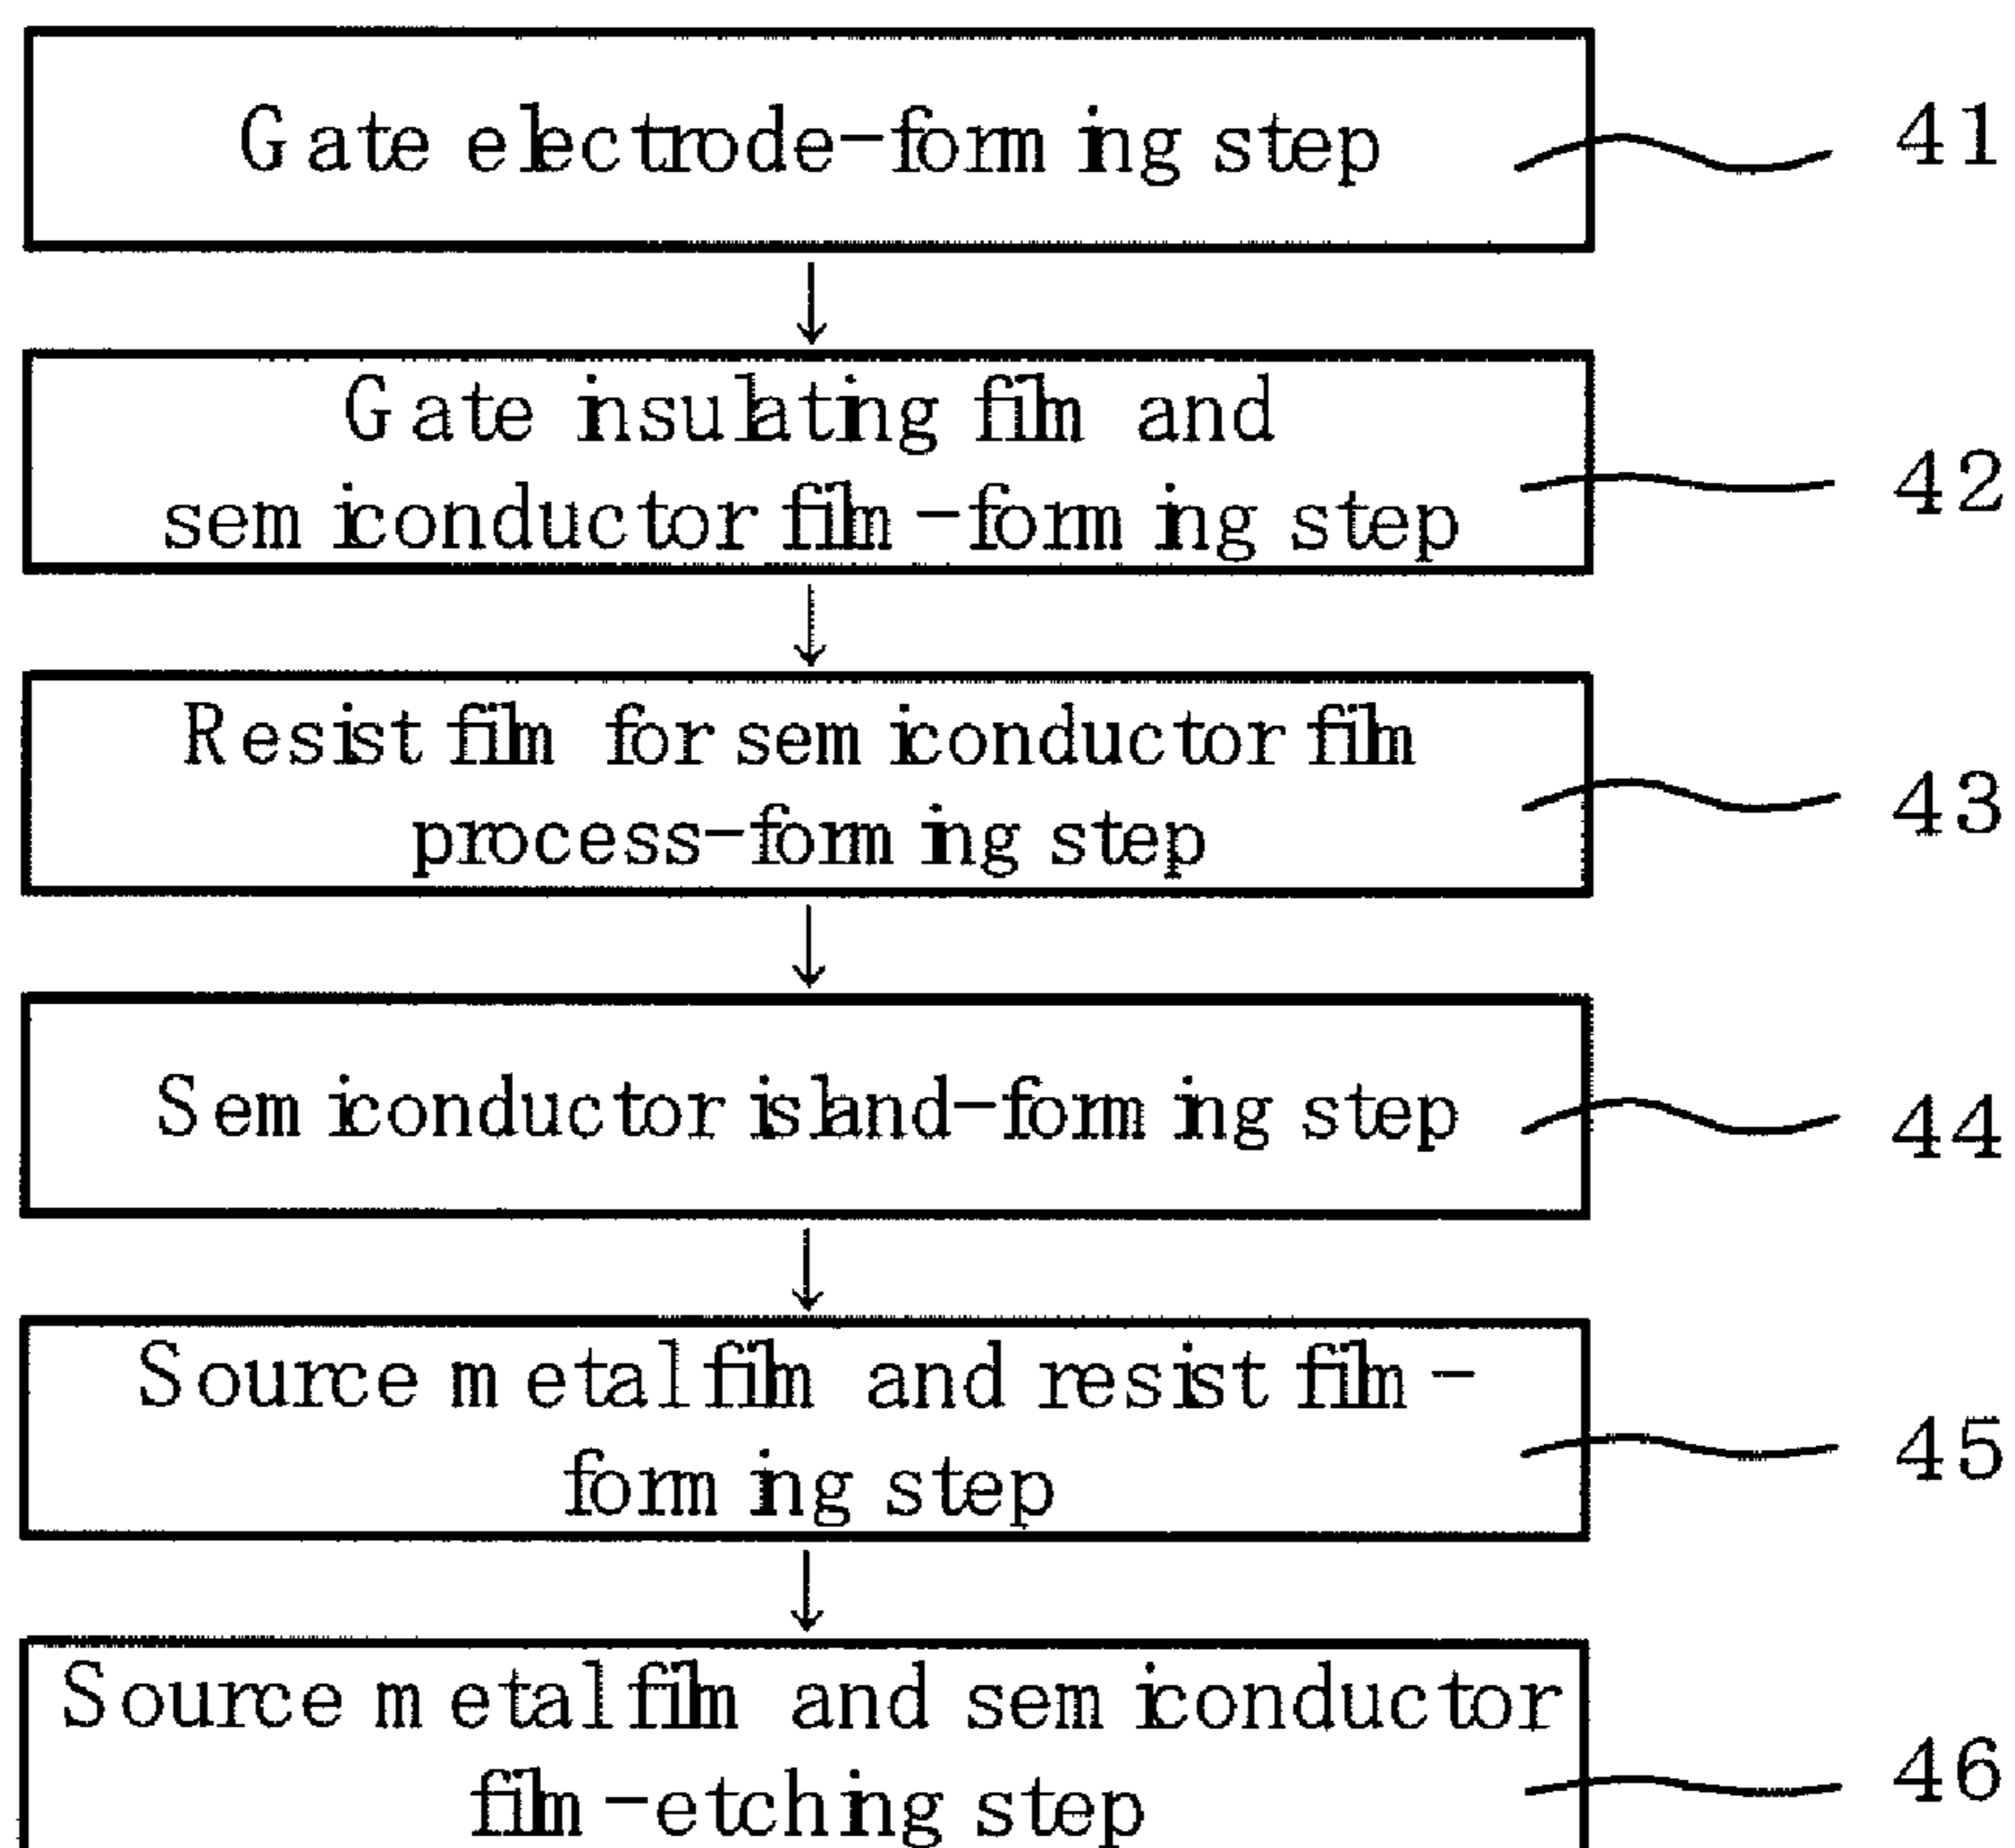 Gate electrode-forming step
41
Gate insulating film and
semiconductor film-forming step
42
Resist film for semiconductor film
process-forming step
43
Semiconductor island-forming step
44
Source metal film and resist film-
forming step
45
Source metal film and semiconductor
film-etching step
46